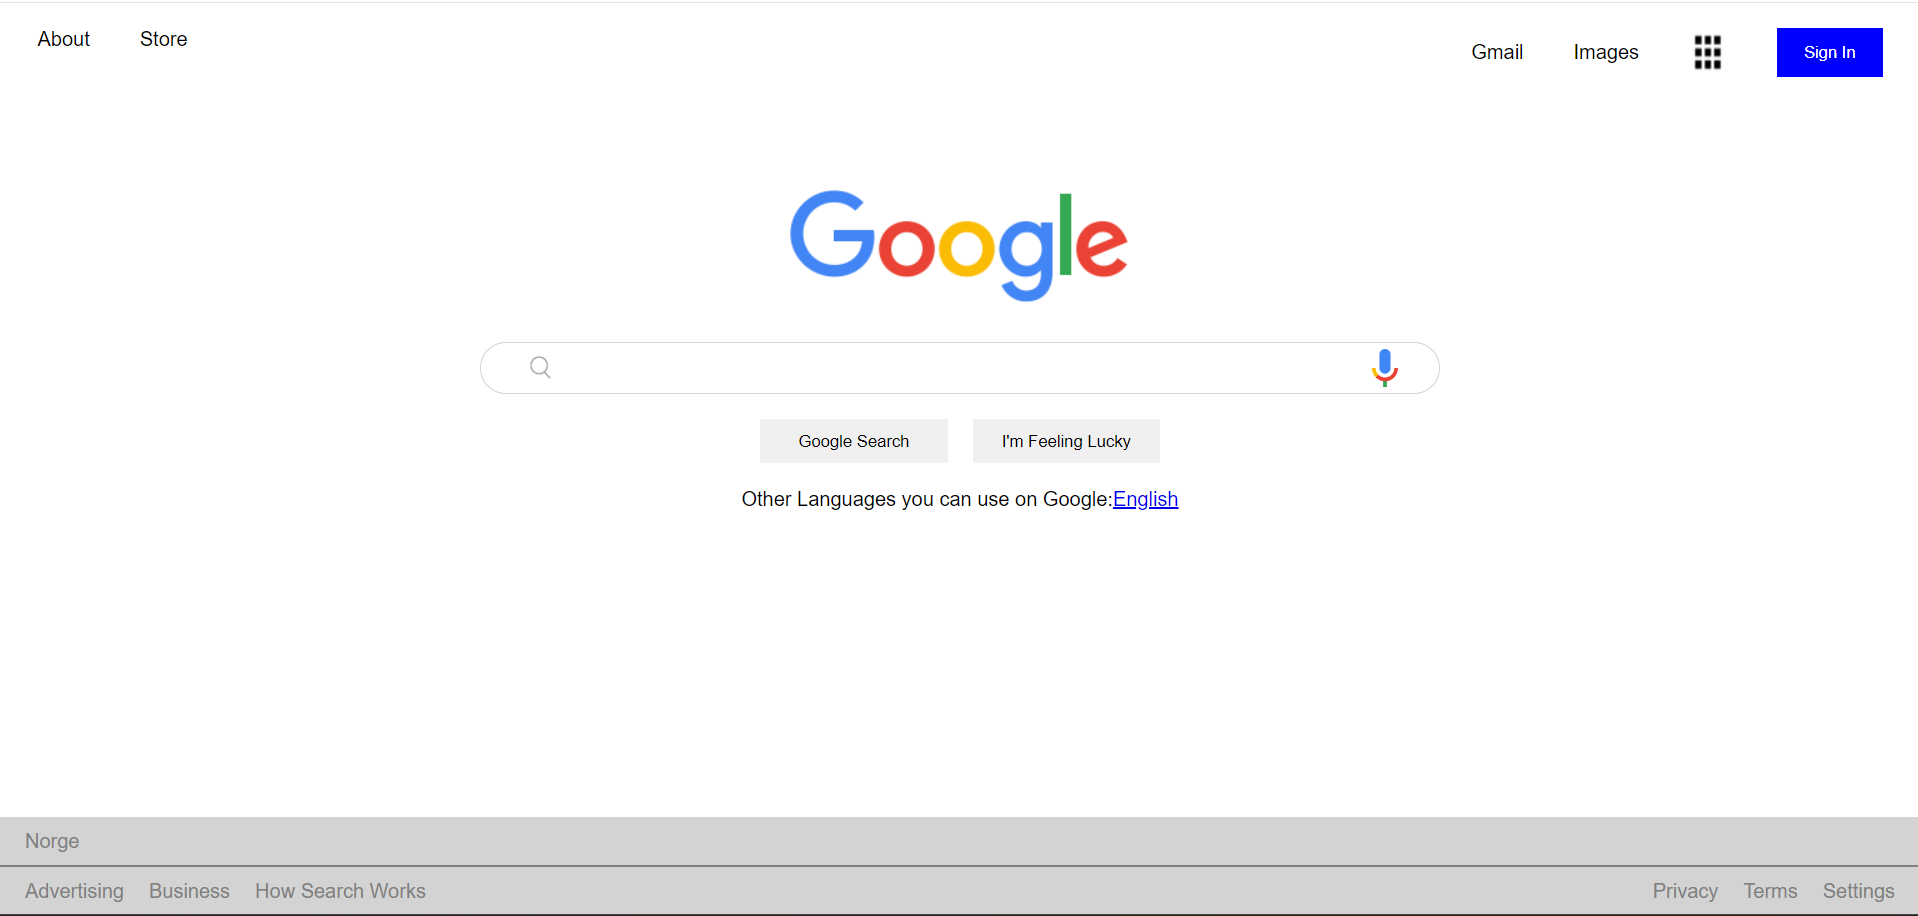 About Store
Gmail Images Sign In
Google
Google Search I'm Feeling Lucky
Other Languages you can use on Google:English
Norge
Advertising Business How Search Works Privacy Terms Settings